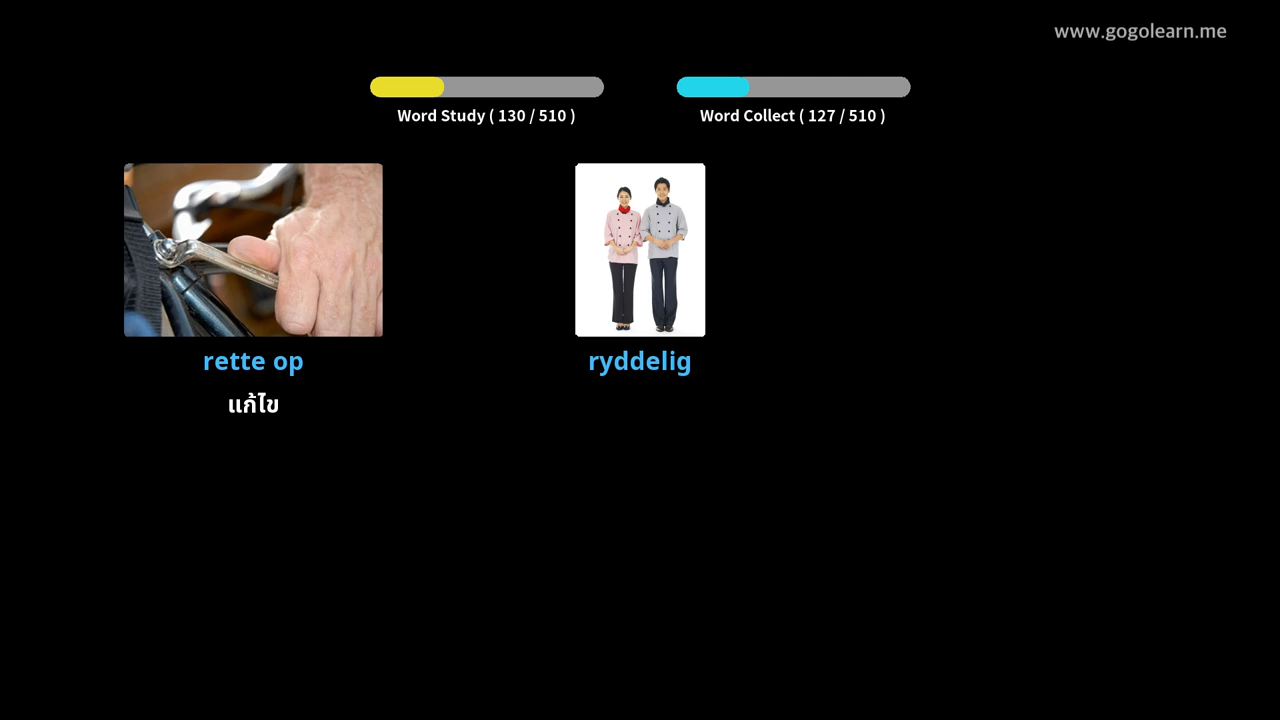 www.gogolearn.me
Word Study ( 130 / 510 )
Word Collect ( 127 / 510 )
rette op
แก้ไข
ryddelig